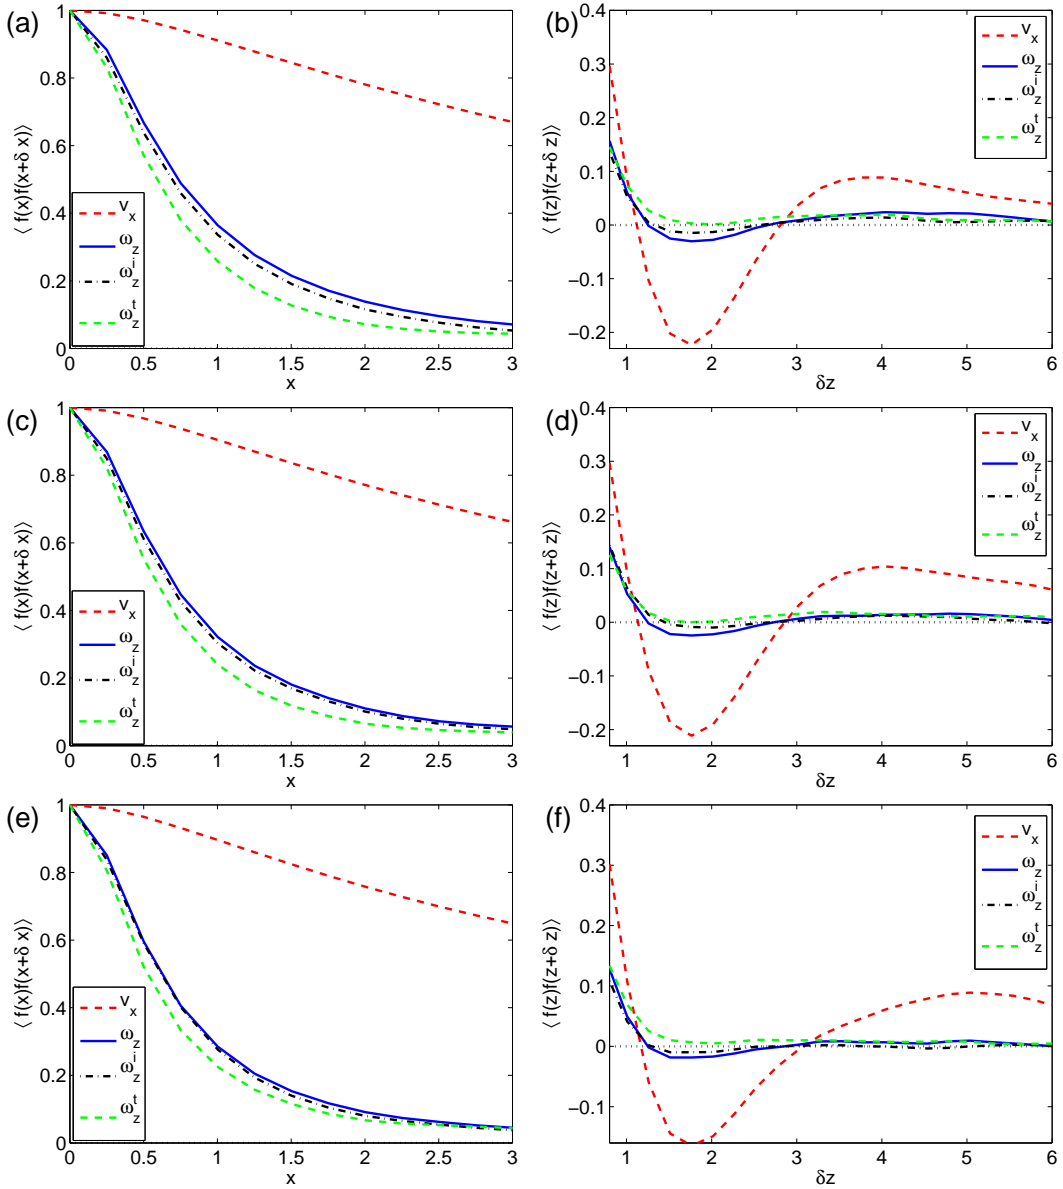 (a)
1
0.8
0.6
0.4
0.2
0
⟨ f(x)f(x+δ x)⟩
v_x
ω_z
ω_z^i
ω_z^t
0 0.5 1 1.5 2 2.5 3
x
(b)
0.4
0.3
0.2
0.1
0
−0.1
−0.2
⟨ f(z)f(z+δ z)⟩
v_x
ω_z
ω_z^i
ω_z^t
1 2 3 4 5 6
δz
(c)
1
0.8
0.6
0.4
0.2
0
⟨ f(x)f(x+δ x)⟩
v_x
ω_z
ω_z^i
ω_z^t
0 0.5 1 1.5 2 2.5 3
x
(d)
0.4
0.3
0.2
0.1
0
−0.1
−0.2
⟨ f(z)f(z+δ z)⟩
v_x
ω_z
ω_z^i
ω_z^t
1 2 3 4 5 6
δz
(e)
1
0.8
0.6
0.4
0.2
0
⟨ f(x)f(x+δ x)⟩
v_x
ω_z
ω_z^i
ω_z^t
0 0.5 1 1.5 2 2.5 3
x
(f)
0.4
0.3
0.2
0.1
0
−0.1
⟨ f(z)f(z+δ z)⟩
v_x
ω_z
ω_z^i
ω_z^t
1 2 3 4 5 6
δz